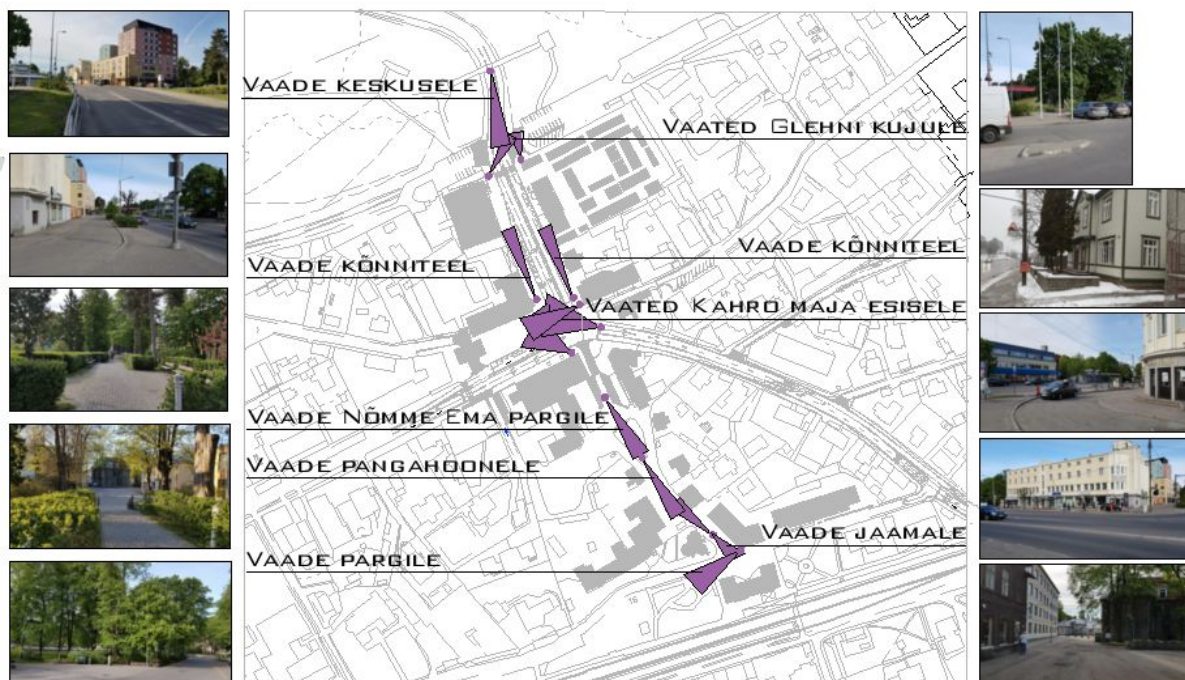 Vaade keskusele
Vaated Glehni kujule
Vaade kõnniteel
Vaade kõnniteel
Vaated Kahro maja esisele
Vaade Nõmme Ema pargile
Vaade pangahoonele
Vaade jaamale
Vaade pargile
16